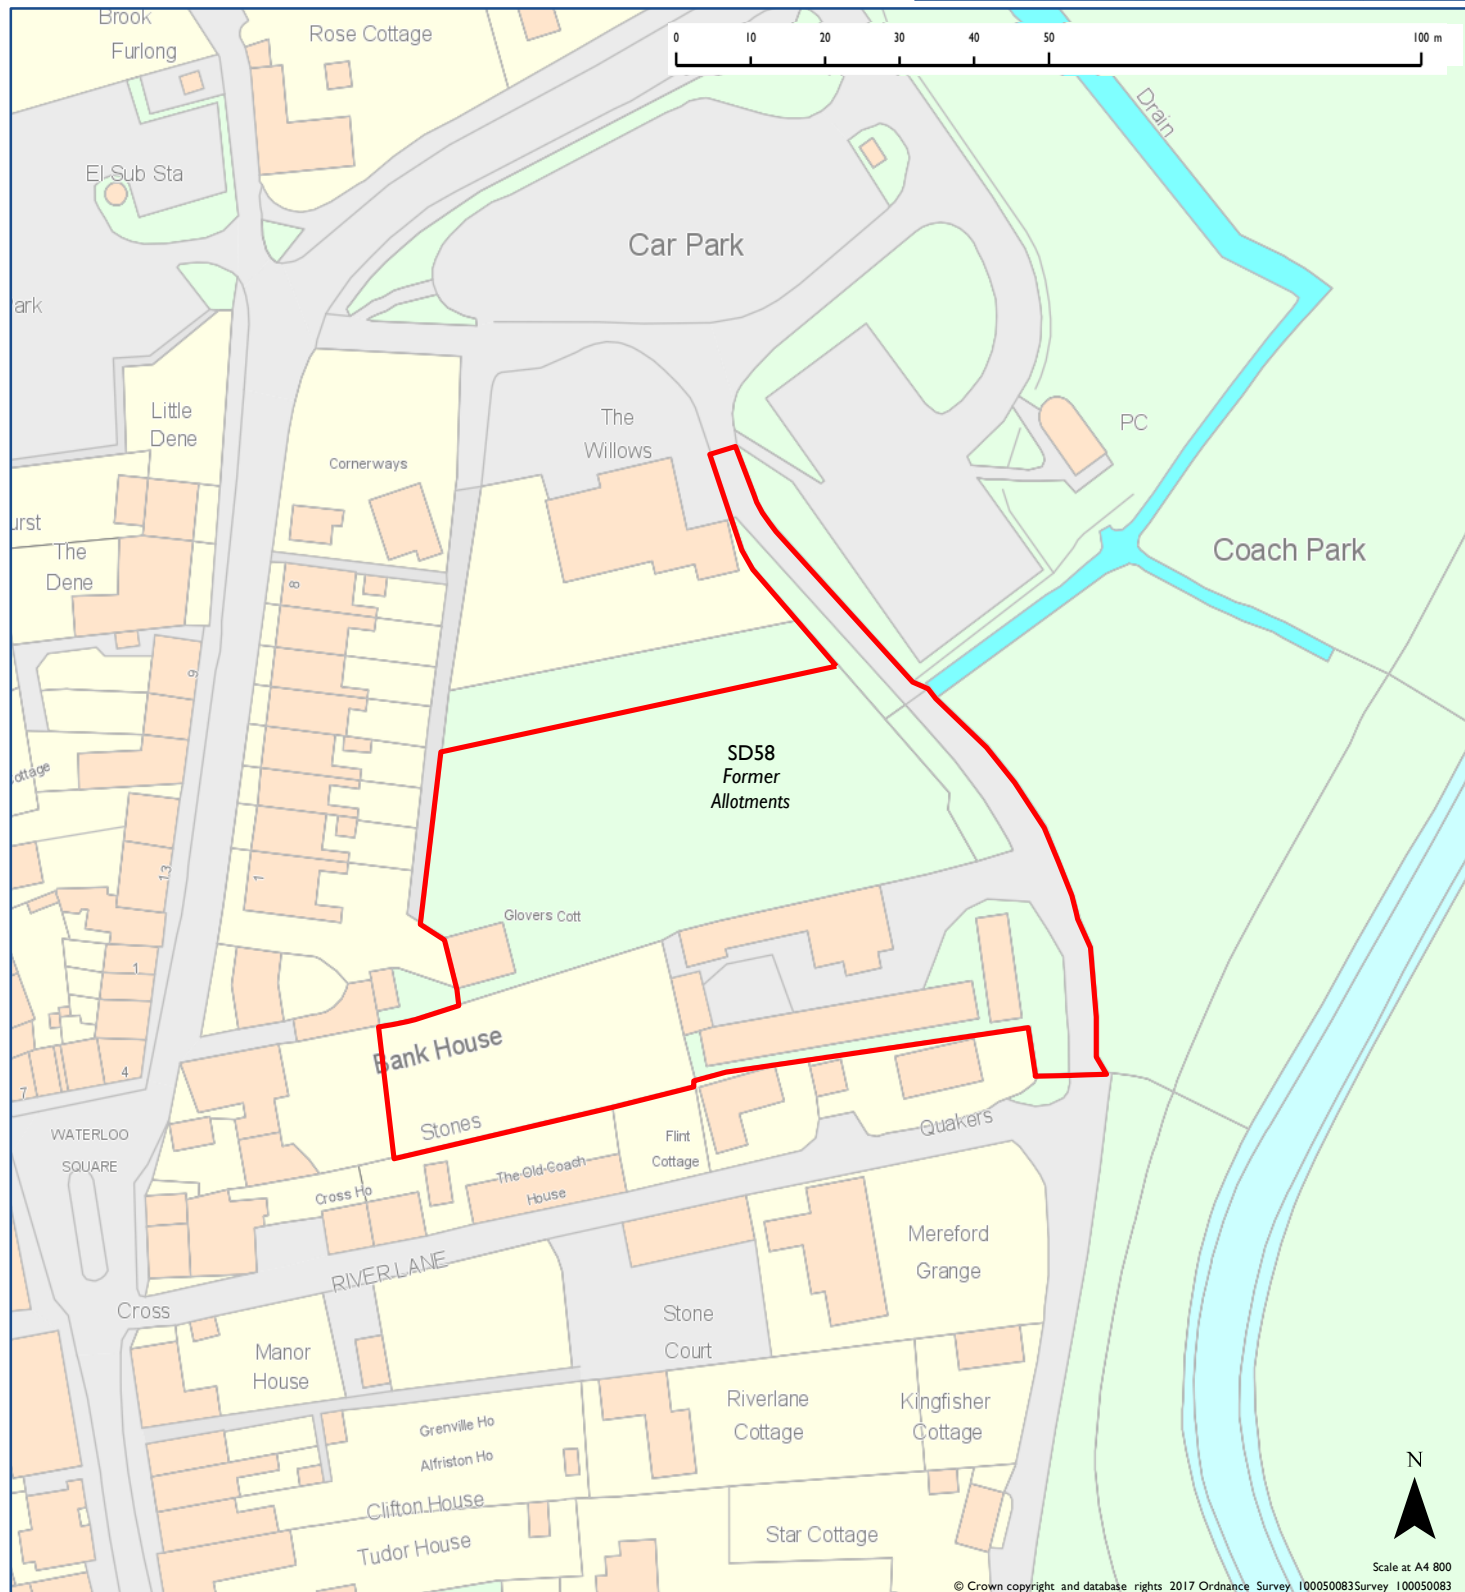 Brook
Furlong
Rose Cottage
0 10 20 30 40 50 100 m
Drain
El Sub Sta
Car Park
ark
Little
Dene
The
Willows
Cornerways
PC
urst
The
Dene
Coach Park
8
9
ottage
SD58
Former
Allotments
13
1
Glovers Cott
1
Bank House
4
7
Stones
WATERLOO
SQUARE
Quakers
Flint
Cottage
The Old Coach
House
Cross Ho
Mereford
Grange
RIVER LANE
Cross
Stone
Court
Manor
House
Riverlane
Cottage
Kingfisher
Cottage
Grenville Ho
Alfriston Ho
Clifton House
Tudor House
Star Cottage
N
Scale at A4 800
© Crown copyright and database rights 2017 Ordnance Survey 100050083Survey 100050083